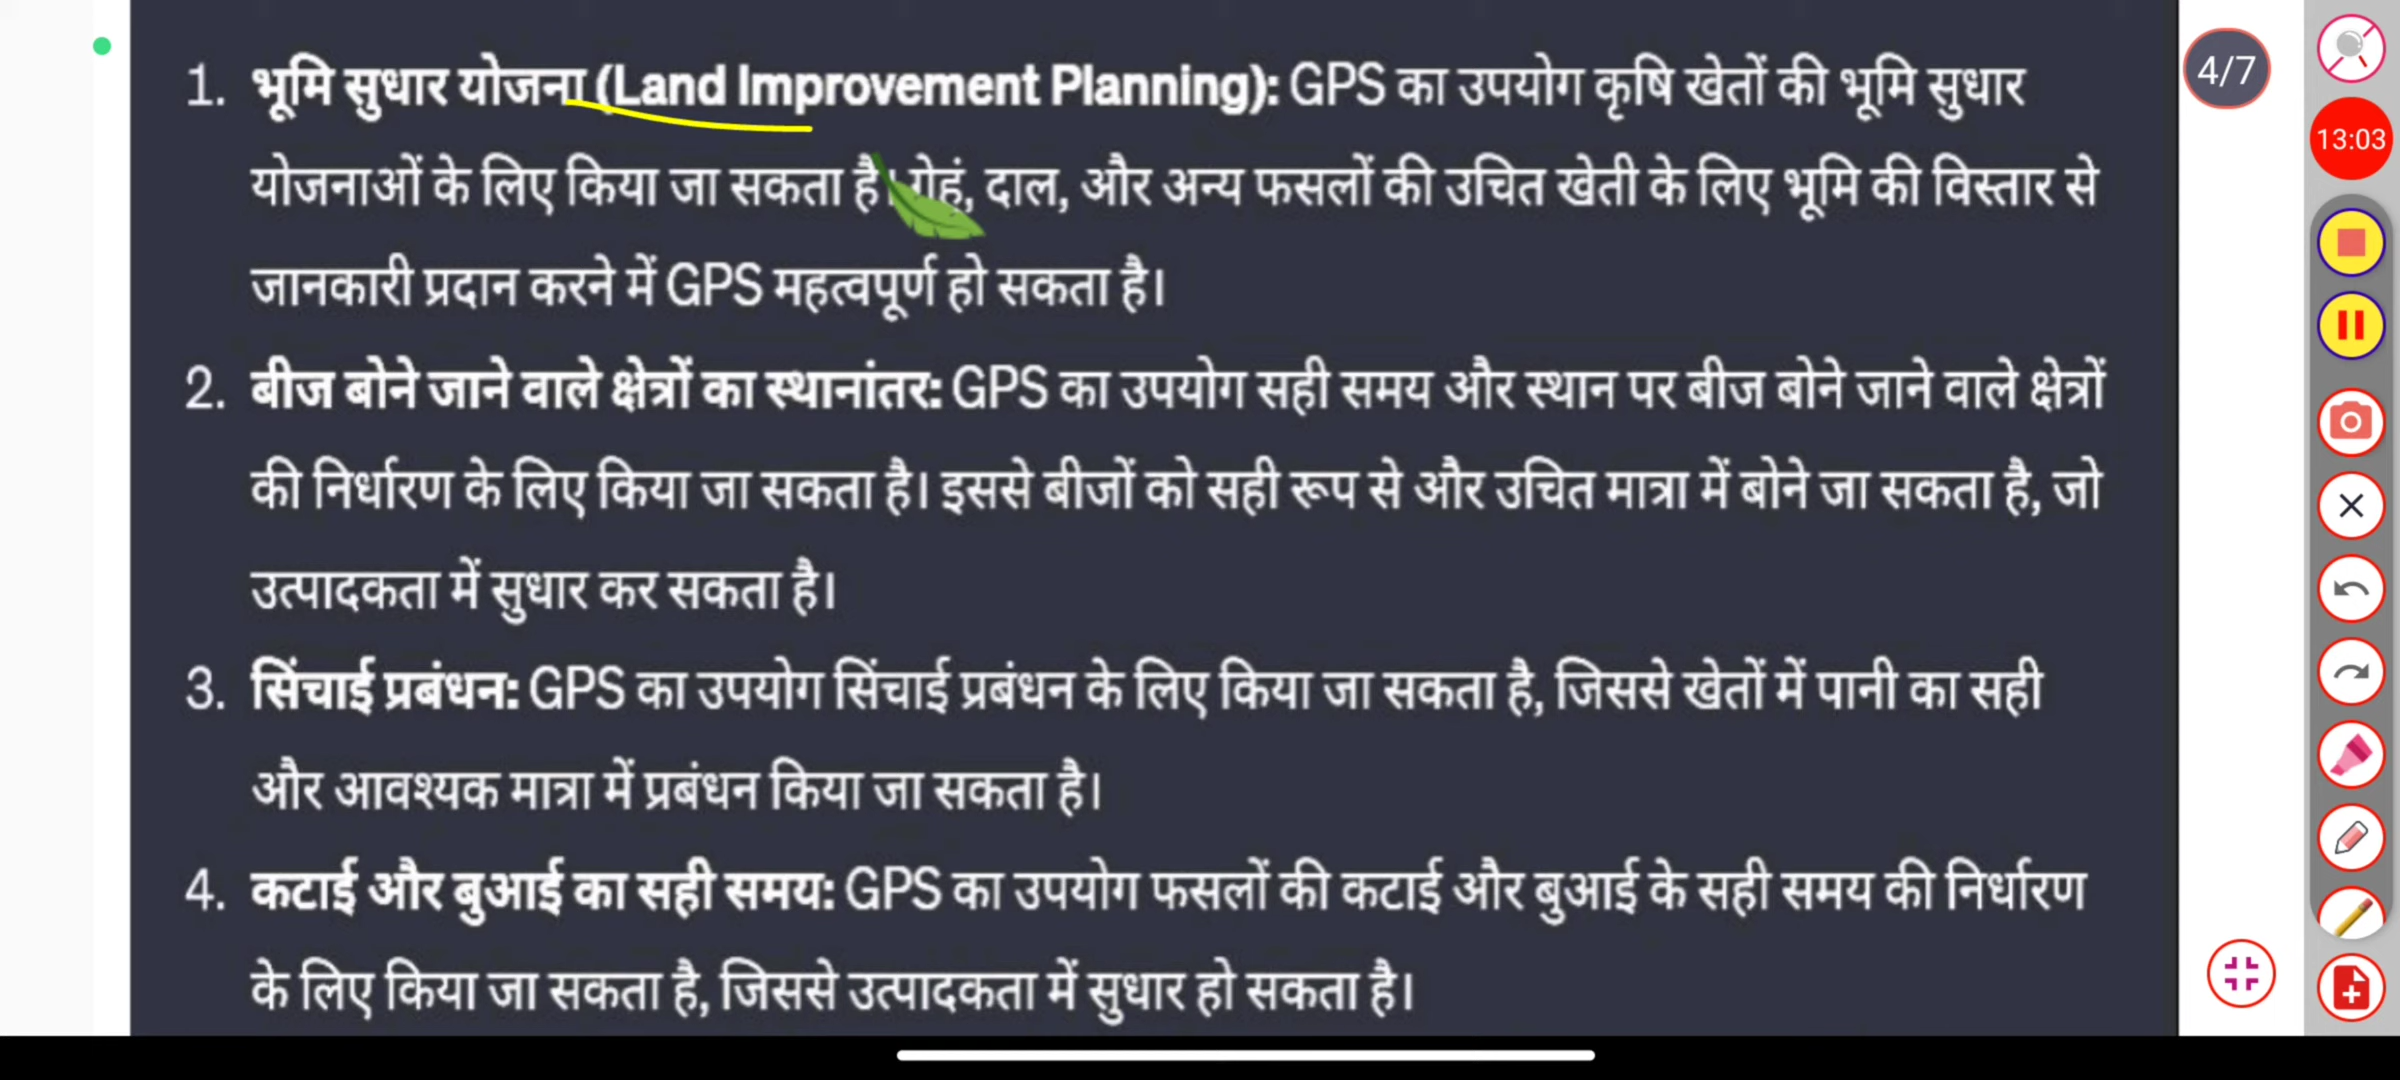 1. भूमि सुधार योजना (Land Improvement Planning): GPS का उपयोग कृषि खेतों की भूमि सुधार
योजनाओं के लिए किया जा सकता है। गेहूं, दाल, और अन्य फसलों की उचित खेती के लिए भूमि की विस्तार से
जानकारी प्रदान करने में GPS महत्वपूर्ण हो सकता है।
2. बीज बोने जाने वाले क्षेत्रों का स्थानांतर: GPS का उपयोग सही समय और स्थान पर बीज बोने जाने वाले क्षेत्रों
की निर्धारण के लिए किया जा सकता है। इससे बीजों को सही रूप से और उचित मात्रा में बोने जा सकता है, जो
उत्पादकता में सुधार कर सकता है।
3. सिंचाई प्रबंधन: GPS का उपयोग सिंचाई प्रबंधन के लिए किया जा सकता है, जिससे खेतों में पानी का सही
और आवश्यक मात्रा में प्रबंधन किया जा सकता है।
4. कटाई और बुआई का सही समय: GPS का उपयोग फसलों की कटाई और बुआई के सही समय की निर्धारण
के लिए किया जा सकता है, जिससे उत्पादकता में सुधार हो सकता है।
4/7
13:03